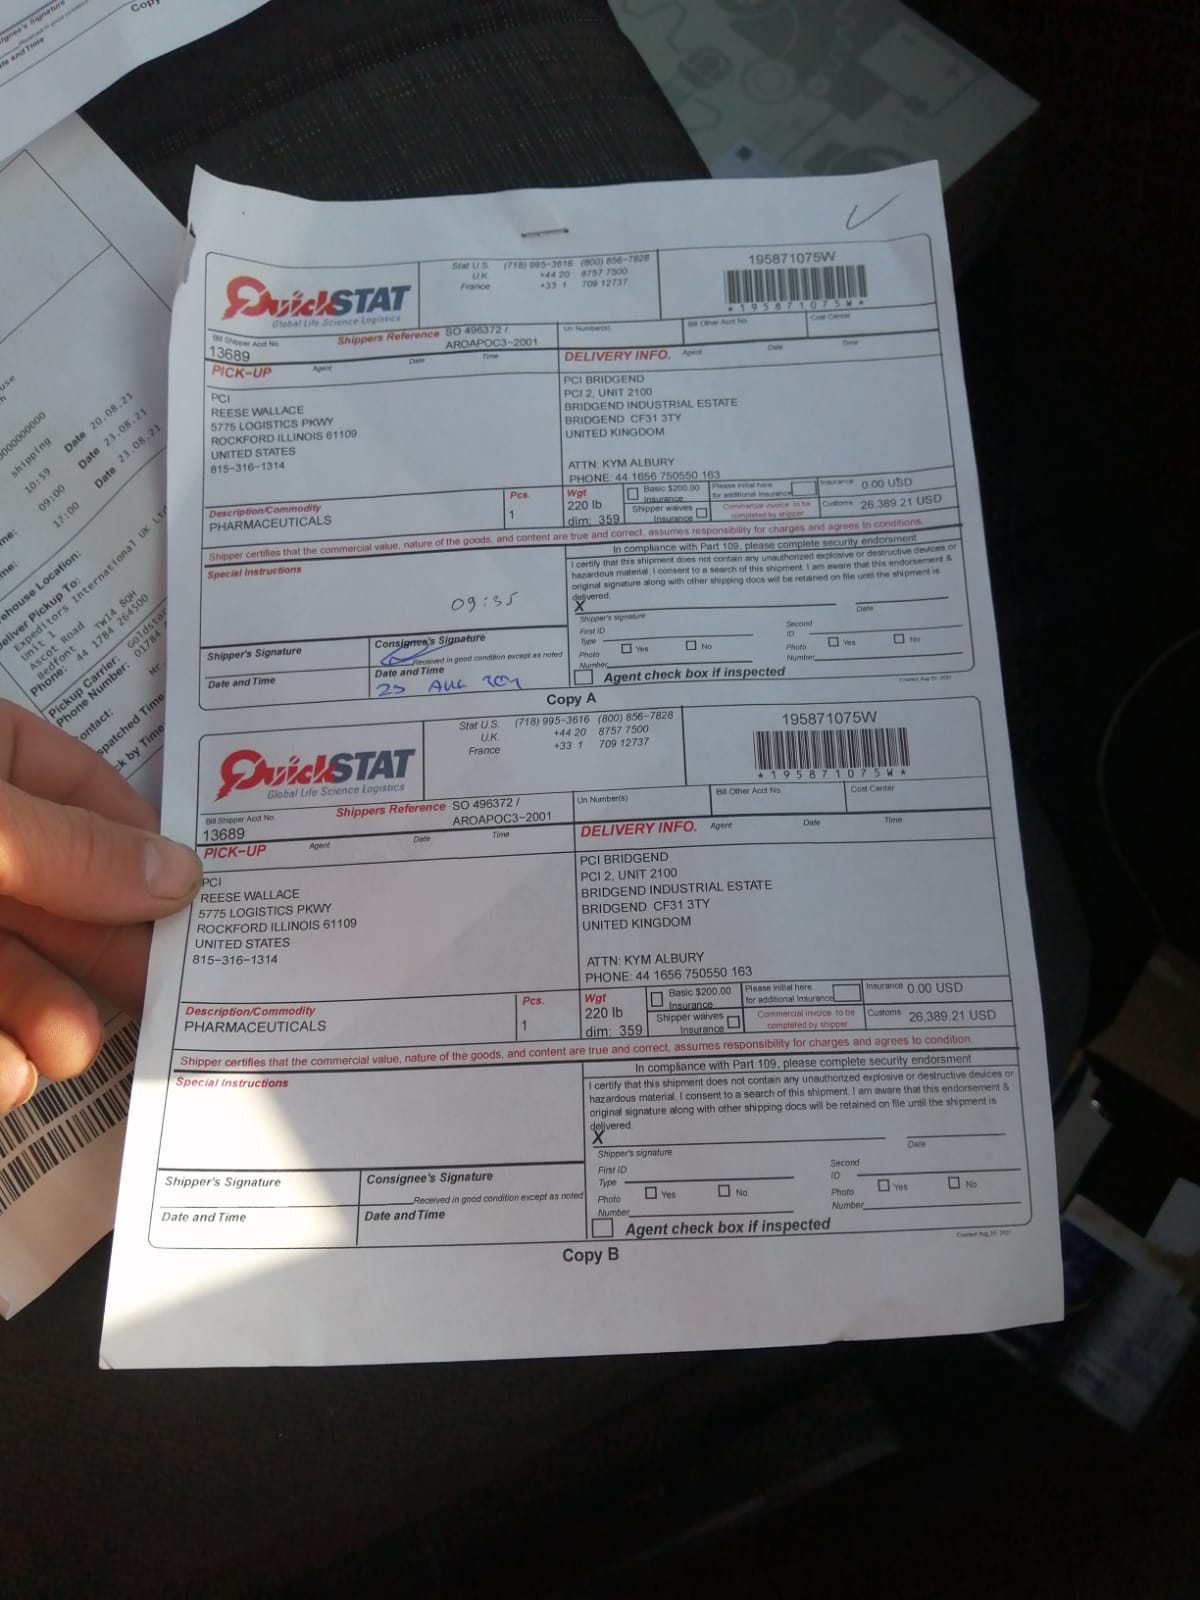 Copy
Date and Time
shipping
10:59 Date 20.08.21
09:00 Date 23.08.21
17:00 Date 23.08.21
Deliver Pickup To:
Expeditors International UK Ltd
Unit 1
Ascot Road TW14 8QH
Bedfont
Phone: 44 1784 264500
Pickup Carrier:
Phone Number: 01784
QuickSTAT
Global Life Science Logistics
Stat U.S. (718) 995-3616 (800) 856-7828
U.K. +44 20 8757 7500
France +33 1 709 12737
195871075W
*195871075W*
Bill Shipper Acct No.
13689
Shippers Reference SO 496372 /
AROAPOC3-2001
Un Number(s)
Bill Other Acct No.
Cost Center
PICK-UP Agent Date Time
DELIVERY INFO. Agent Date Time
PCI
REESE WALLACE
5775 LOGISTICS PKWY
ROCKFORD ILLINOIS 61109
UNITED STATES
815-316-1314
PCI BRIDGEND
PCI 2, UNIT 2100
BRIDGEND INDUSTRIAL ESTATE
BRIDGEND CF31 3TY
UNITED KINGDOM
ATTN: KYM ALBURY
PHONE: 44 1656 750550 163
Description/Commodity
PHARMACEUTICALS
Pcs.
1
Wgt
220 lb
dim: 359
Basic $200.00
Insurance
Shipper waives
Insurance
Please initial here
for additional Insurance
Commercial invoice to be
completed by shipper
Insurance 0.00 USD
Customs 26,389.21 USD
Shipper certifies that the commercial value, nature of the goods, and content are true and correct, assumes responsibility for charges and agrees to conditions.
Special Instructions
09:35
In compliance with Part 109, please complete security endorsment
I certify that this shipment does not contain any unauthorized explosive or destructive devices or
hazardous material. I consent to a search of this shipment. I am aware that this endorsement &
original signature along with other shipping docs will be retained on file until the shipment is
delivered.
X
Shipper's signature
Date
First ID
Type
Second
ID
Photo Yes No
Number
Photo Yes No
Number
Agent check box if inspected
Created Aug 20, 2021
Shipper's Signature
Consignee's Signature
Received in good condition except as noted
Date and Time
Date and Time
AUG
Copy A
QuickSTAT
Global Life Science Logistics
Stat U.S. (718) 995-3616 (800) 856-7828
U.K. +44 20 8757 7500
France +33 1 709 12737
195871075W
*195871075W*
Bill Shipper Acct No.
13689
Shippers Reference SO 496372 /
AROAPOC3-2001
Un Number(s)
Bill Other Acct No.
Cost Center
PICK-UP Agent Date Time
DELIVERY INFO. Agent Date Time
PCI
REESE WALLACE
5775 LOGISTICS PKWY
ROCKFORD ILLINOIS 61109
UNITED STATES
815-316-1314
PCI BRIDGEND
PCI 2, UNIT 2100
BRIDGEND INDUSTRIAL ESTATE
BRIDGEND CF31 3TY
UNITED KINGDOM
ATTN: KYM ALBURY
PHONE: 44 1656 750550 163
Description/Commodity
PHARMACEUTICALS
Pcs.
1
Wgt
220 lb
dim: 359
Basic $200.00
Insurance
Shipper waives
Insurance
Please initial here
for additional Insurance
Commercial invoice to be
completed by shipper
Insurance 0.00 USD
Customs 26,389.21 USD
Shipper certifies that the commercial value, nature of the goods, and content are true and correct, assumes responsibility for charges and agrees to condition.
Special Instructions
In compliance with Part 109, please complete security endorsment
I certify that this shipment does not contain any unauthorized explosive or destructive devices or
hazardous material. I consent to a search of this shipment. I am aware that this endorsement &
original signature along with other shipping docs will be retained on file until the shipment is
delivered.
X
Shipper's signature
Date
First ID
Type
Second
ID
Photo Yes No
Number
Photo Yes No
Number
Agent check box if inspected
Created Aug 20, 2021
Shipper's Signature
Consignee's Signature
Received in good condition except as noted
Date and Time
Date and Time
Copy B